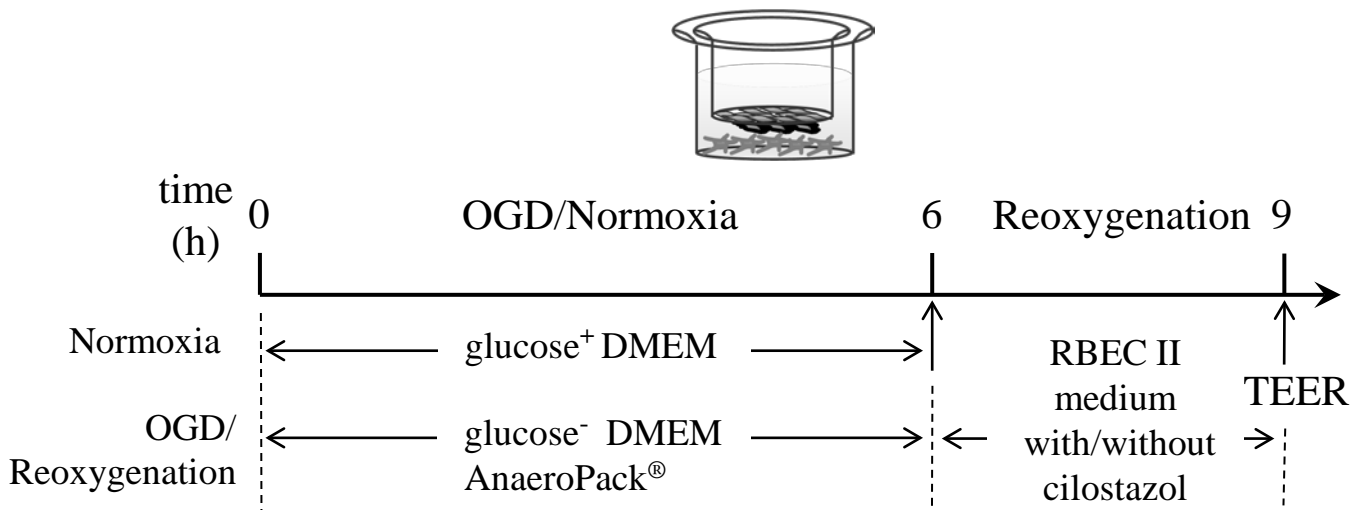 time
(h)
0
OGD/Normoxia
6
Reoxygenation
9
Normoxia
glucose⁺ DMEM
OGD/
Reoxygenation
glucose⁻ DMEM
AnaeroPack®
RBEC II
medium
with/without
cilostazol
TEER